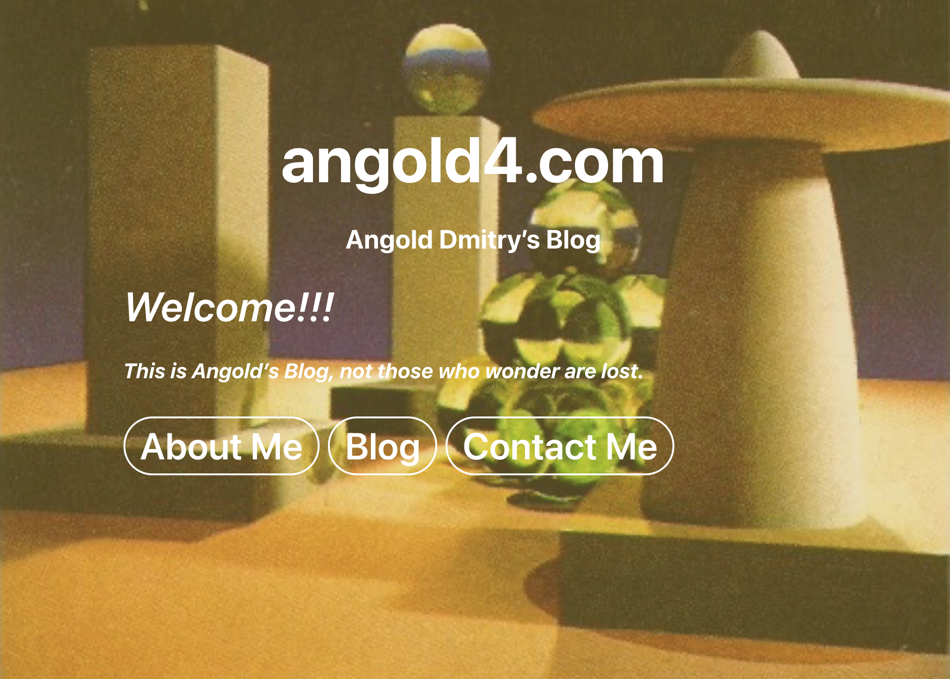 angold4.com
Angold Dmitry's Blog
Welcome!!!
This is Angold's Blog, not those who wonder are lost.
About Me Blog Contact Me